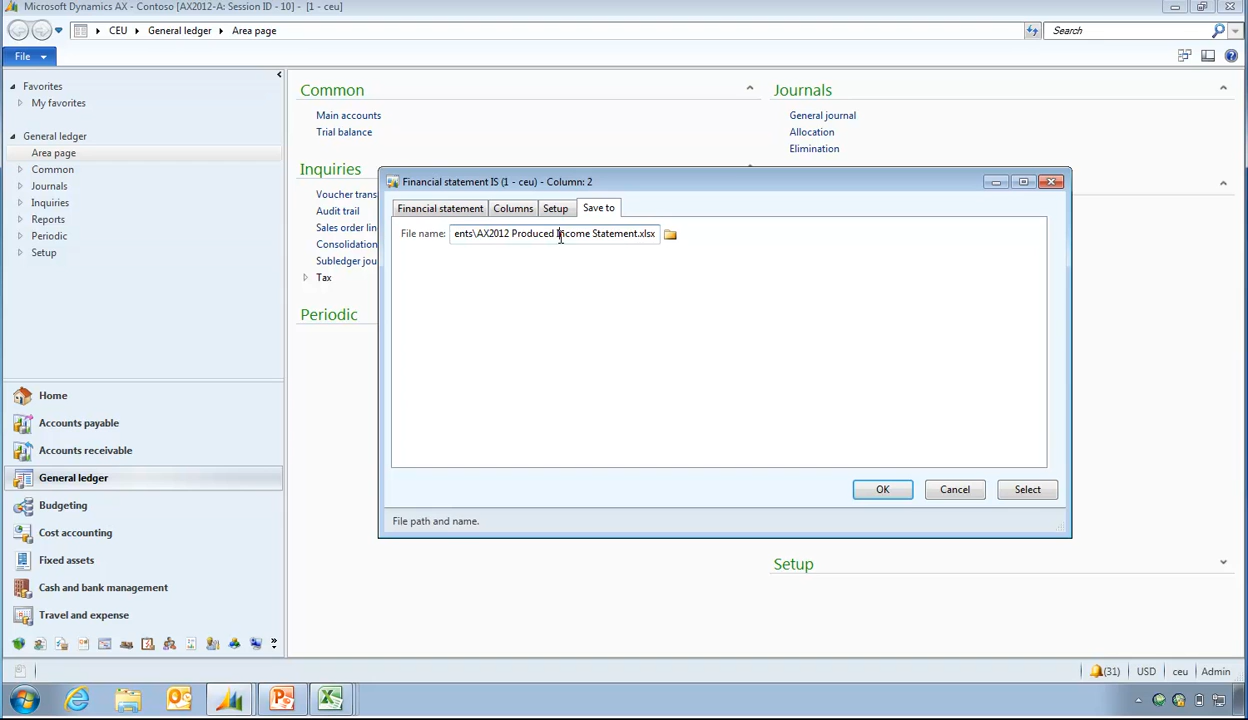 Microsoft Dynamics AX - Contoso [AX2012-A: Session ID - 10] - [1 - ceu]
CEU
General ledger
Area page
Search
File
Favorites
My favorites
General ledger
Area page
Common
Journals
Inquiries
Reports
Periodic
Setup
Home
Accounts payable
Accounts receivable
General ledger
Budgeting
Cost accounting
Fixed assets
Cash and bank management
Travel and expense
Common
Main accounts
Trial balance
Inquiries
Voucher trans
Audit trail
Sales order lin
Consolidation
Subledger jou
Tax
Periodic
Journals
General journal
Allocation
Elimination
Setup
Financial statement IS (1 - ceu) - Column: 2
Financial statement
Columns
Setup
Save to
File name:
ents\AX2012 Produced Income Statement.xlsx
OK
Cancel
Select
File path and name.
(31)
USD
ceu
Admin